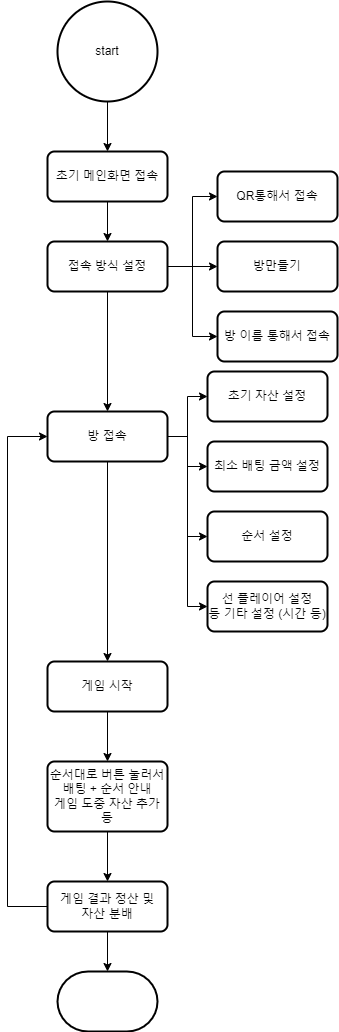 start
초기 메인화면 접속
접속 방식 설정
QR통해서 접속
방만들기
방 이름 통해서 접속
방 접속
초기 자산 설정
최소 배팅 금액 설정
순서 설정
선 플레이어 설정
등 기타 설정 (시간 등)
게임 시작
순서대로 버튼 눌러서
배팅 + 순서 안내
게임 도중 자산 추가
등
게임 결과 정산 및
자산 분배